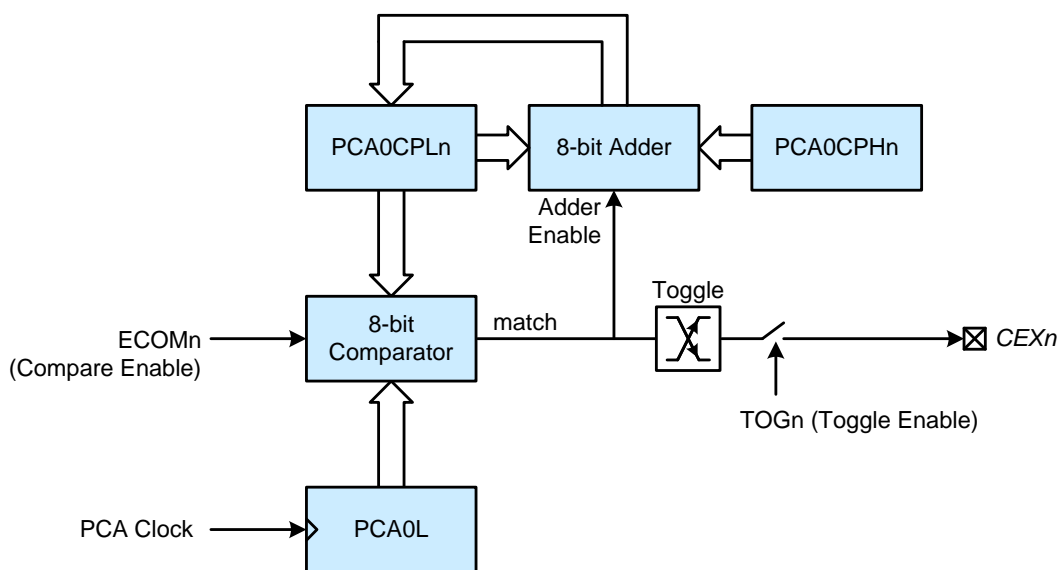 PCA0CPLn
8-bit Adder
PCA0CPHn
Adder
Enable
Toggle
8-bit
Comparator
match
ECOMn
(Compare Enable)
CEXn
TOGn (Toggle Enable)
PCA Clock
PCA0L